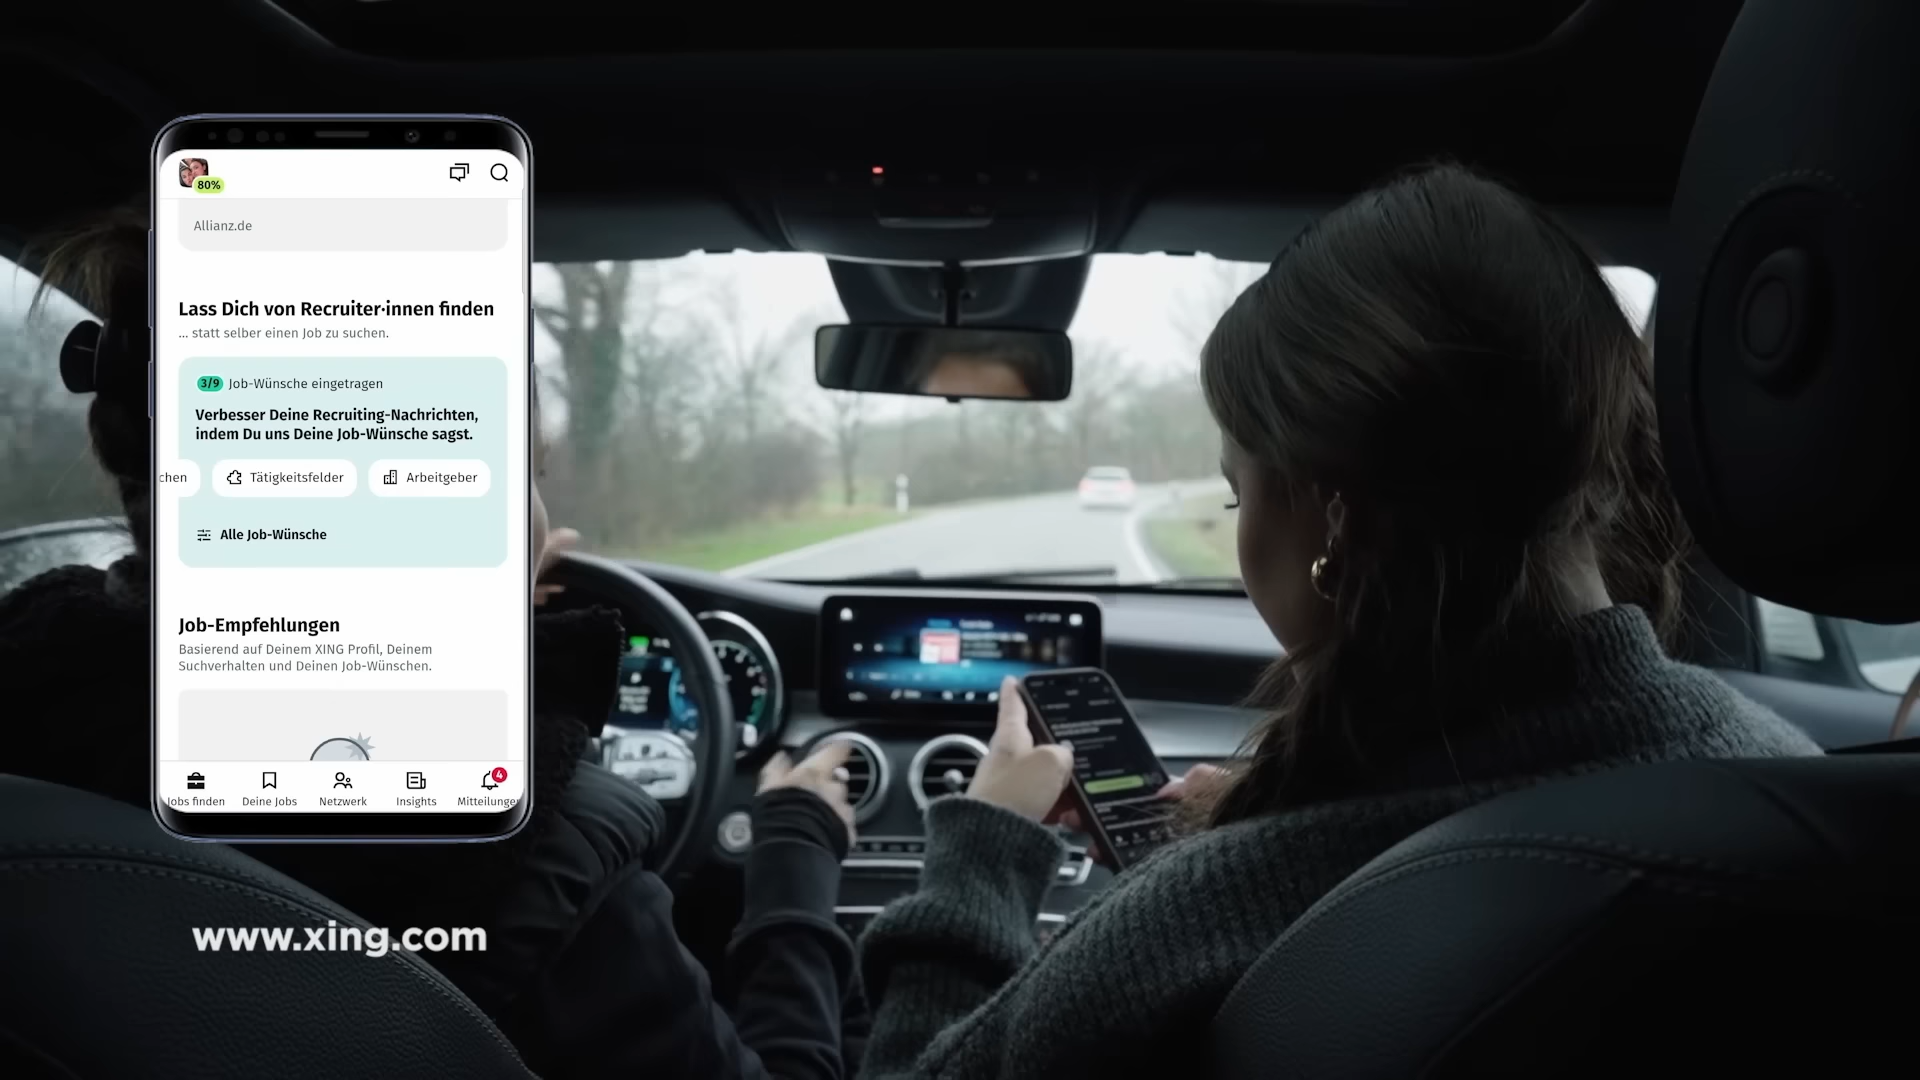 80%
Allianz.de
Lass Dich von Recruiter·innen finden
... statt selber einen Job zu suchen.
3/9 Job-Wünsche eingetragen
Verbesser Deine Recruiting-Nachrichten,
indem Du uns Deine Job-Wünsche sagst.
chen Tätigkeitsfelder Arbeitgeber
Alle Job-Wünsche
Job-Empfehlungen
Basierend auf Deinem XING Profil, Deinem
Suchverhalten und Deinen Job-Wünschen.
4
Jobs finden Deine Jobs Netzwerk Insights Mitteilungen
www.xing.com